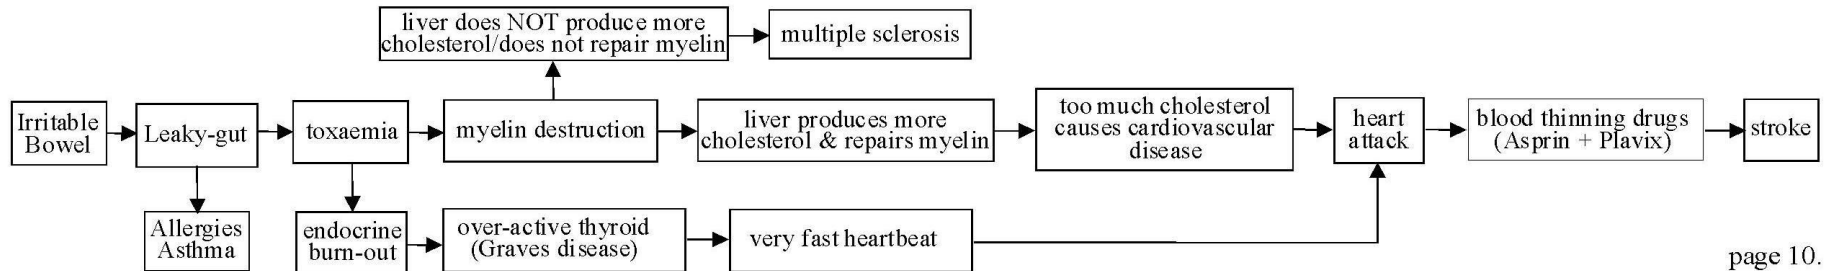 liver does NOT produce more
cholesterol/does not repair myelin
multiple sclerosis
Irritable
Bowel
Leaky-gut
toxaemia
myelin destruction
liver produces more
cholesterol & repairs myelin
too much cholesterol
causes cardiovascular
disease
heart
attack
blood thinning drugs
(Asprin + Plavix)
stroke
Allergies
Asthma
endocrine
burn-out
over-active thyroid
(Graves disease)
very fast heartbeat
page 10.